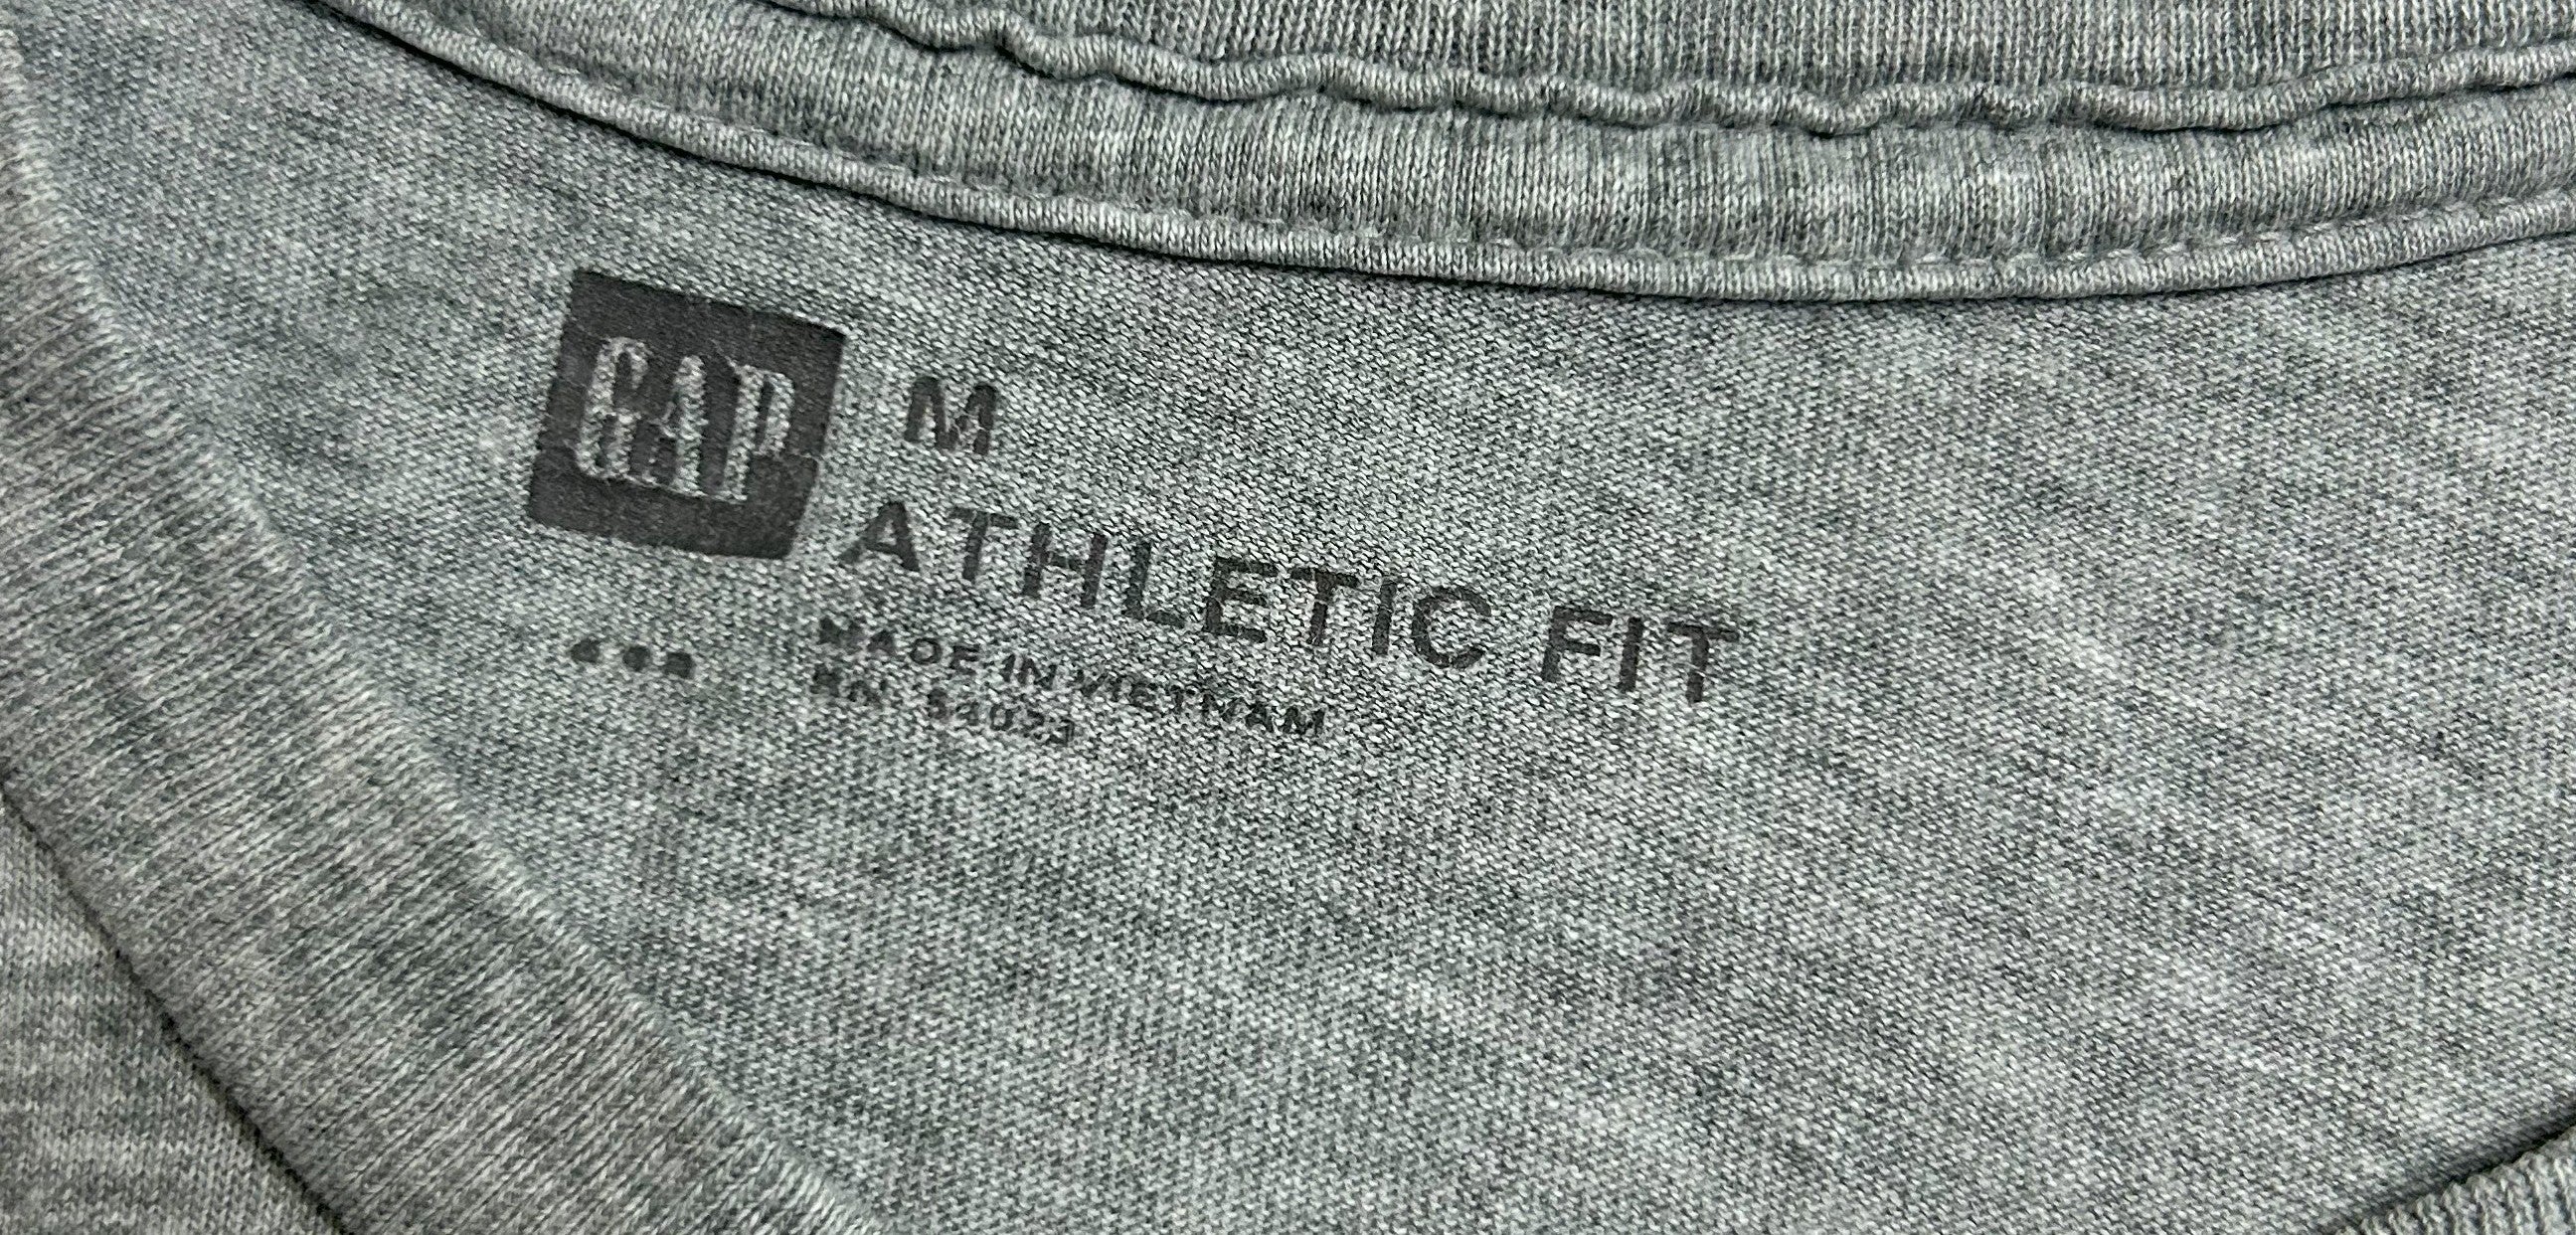 GAP
M
ATHLETIC FIT
MADE IN VIETNAM
RN 54023